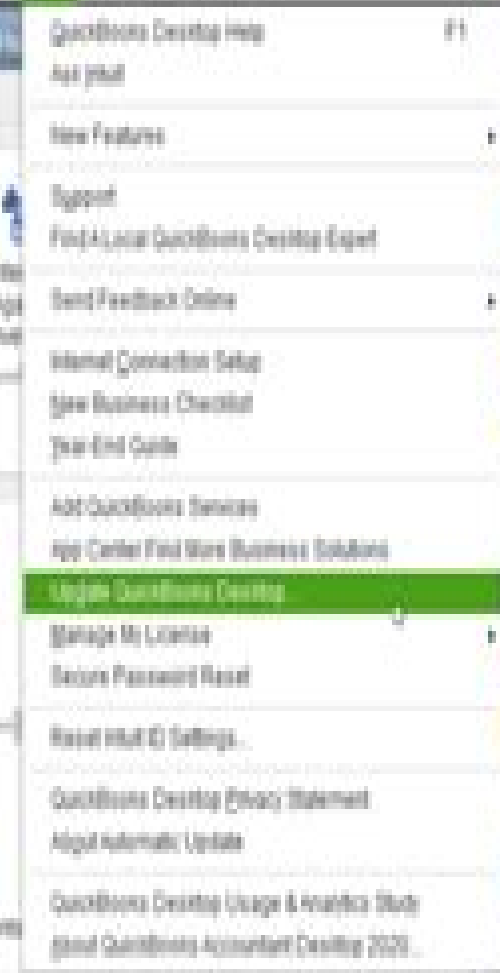 QuickBooks Desktop Help F1
Ask Intuit
New Features
Support
Find A Local QuickBooks Desktop Expert
Send Feedback Online
Internet Connection Setup
New Business Checklist
Year-End Guide
Add QuickBooks Services
App Center:Find More Business Solutions
Update QuickBooks Desktop...
Manage My License
Secure Password Reset
Reset Intuit ID Settings...
QuickBooks Desktop Privacy Statement
About Automatic Update
QuickBooks Desktop Usage & Analytics Study
About QuickBooks Accountant Desktop 2020...